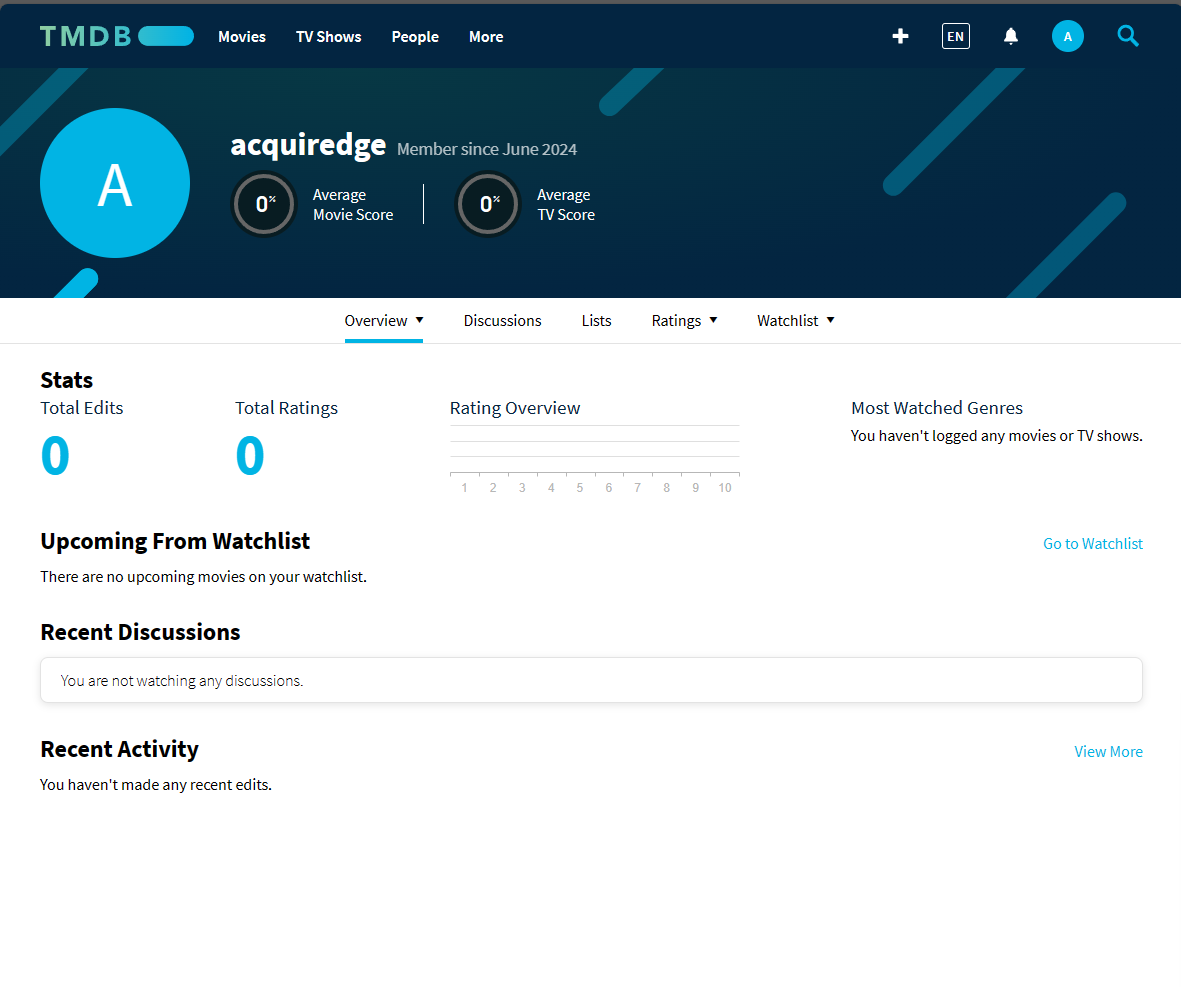 TMDB Movies TV Shows People More EN A
A
acquiredge Member since June 2024
0% Average Movie Score
0% Average TV Score
Overview Discussions Lists Ratings Watchlist
Stats
Total Edits
0
Total Ratings
0
Rating Overview
1 2 3 4 5 6 7 8 9 10
Most Watched Genres
You haven't logged any movies or TV shows.
Upcoming From Watchlist
Go to Watchlist
There are no upcoming movies on your watchlist.
Recent Discussions
You are not watching any discussions.
Recent Activity
View More
You haven't made any recent edits.